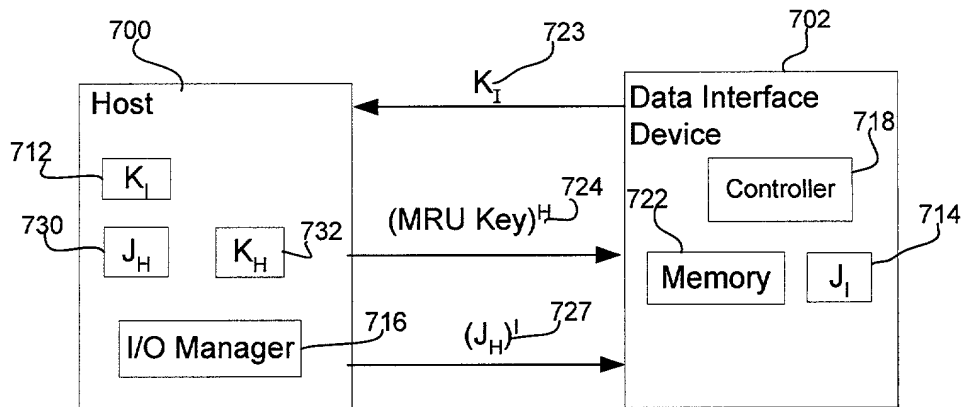 700
702
723
K_I
Host
Data Interface
Device
712
K_I
718
Controller
724
(MRU Key)^H
722
714
730
J_H
732
K_H
Memory
J_I
I/O Manager
716
727
(J_H)^I